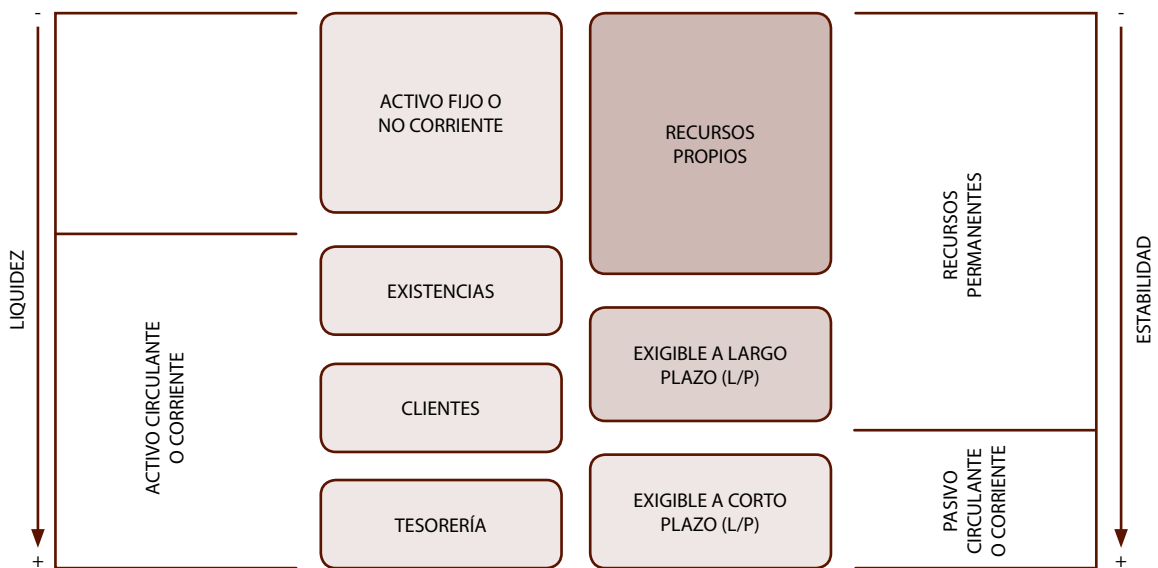 -
LIQUIDEZ
+
ACTIVO CIRCULANTE
O CORRIENTE
ACTIVO FIJO O
NO CORRIENTE
EXISTENCIAS
CLIENTES
TESORERÍA
RECURSOS
PROPIOS
EXIGIBLE A LARGO
PLAZO (L/P)
EXIGIBLE A CORTO
PLAZO (L/P)
RECURSOS
PERMANENTES
PASIVO
CIRCULANTE
O CORRIENTE
-
ESTABILIDAD
+